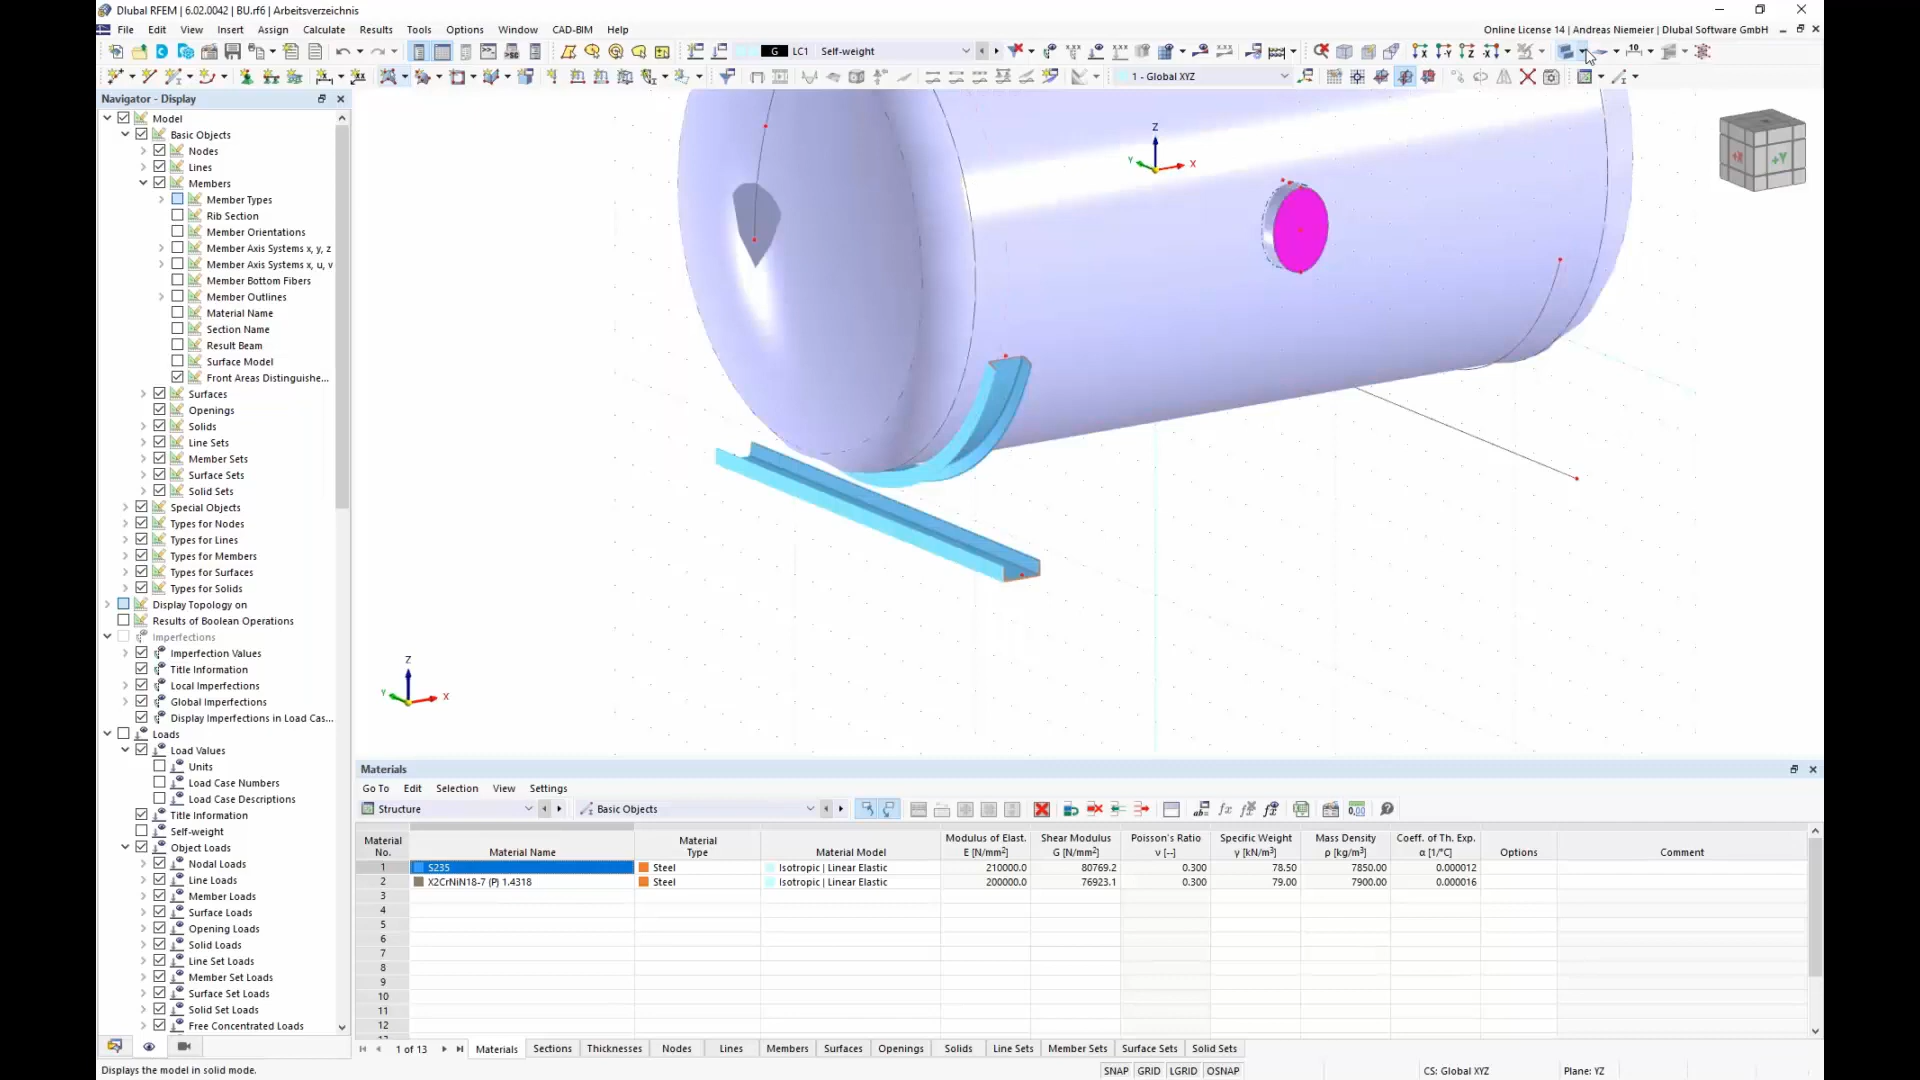 Dlubal RFEM | 6.02.0042 | BU.rf6 | Arbeitsverzeichnis
File Edit View Insert Assign Calculate Results Tools Options Window CAD-BIM Help
Online License 14 | Andreas Niemeier | Dlubal Software GmbH
G LC1 Self-weight
1 - Global XYZ
Navigator - Display
Model
Basic Objects
Nodes
Lines
Members
Member Types
Rib Section
Member Orientations
Member Axis Systems x, y, z
Member Axis Systems x, u, v
Member Bottom Fibers
Member Outlines
Material Name
Section Name
Result Beam
Surface Model
Front Areas Distinguishe...
Surfaces
Openings
Solids
Line Sets
Member Sets
Surface Sets
Solid Sets
Special Objects
Types for Nodes
Types for Lines
Types for Members
Types for Surfaces
Types for Solids
Display Topology on
Results of Boolean Operations
Imperfections
Imperfection Values
Title Information
Local Imperfections
Global Imperfections
Display Imperfections in Load Cas...
Loads
Load Values
Units
Load Case Numbers
Load Case Descriptions
Title Information
Self-weight
Object Loads
Nodal Loads
Line Loads
Member Loads
Surface Loads
Opening Loads
Solid Loads
Line Set Loads
Member Set Loads
Surface Set Loads
Solid Set Loads
Free Concentrated Loads
Z
Y X
+X +Y
Z
Y X
Materials
Go To Edit Selection View Settings
Structure Basic Objects
Material No. Material Name Material Type Material Model Modulus of Elast. E [N/mm²] Shear Modulus G [N/mm²] Poisson's Ratio ν [--] Specific Weight γ [kN/m³] Mass Density ρ [kg/m³] Coeff. of Th. Exp. α [1/°C] Options Comment
1 S235 Steel Isotropic | Linear Elastic 210000.0 80769.2 0.300 78.50 7850.00 0.000012
2 X2CrNiN18-7 (P) 1.4318 Steel Isotropic | Linear Elastic 200000.0 76923.1 0.300 79.00 7900.00 0.000016
3
4
5
6
7
8
9
10
11
12
1 of 13 Materials Sections Thicknesses Nodes Lines Members Surfaces Openings Solids Line Sets Member Sets Surface Sets Solid Sets
Displays the model in solid mode.
SNAP GRID LGRID OSNAP CS: Global XYZ Plane: YZ